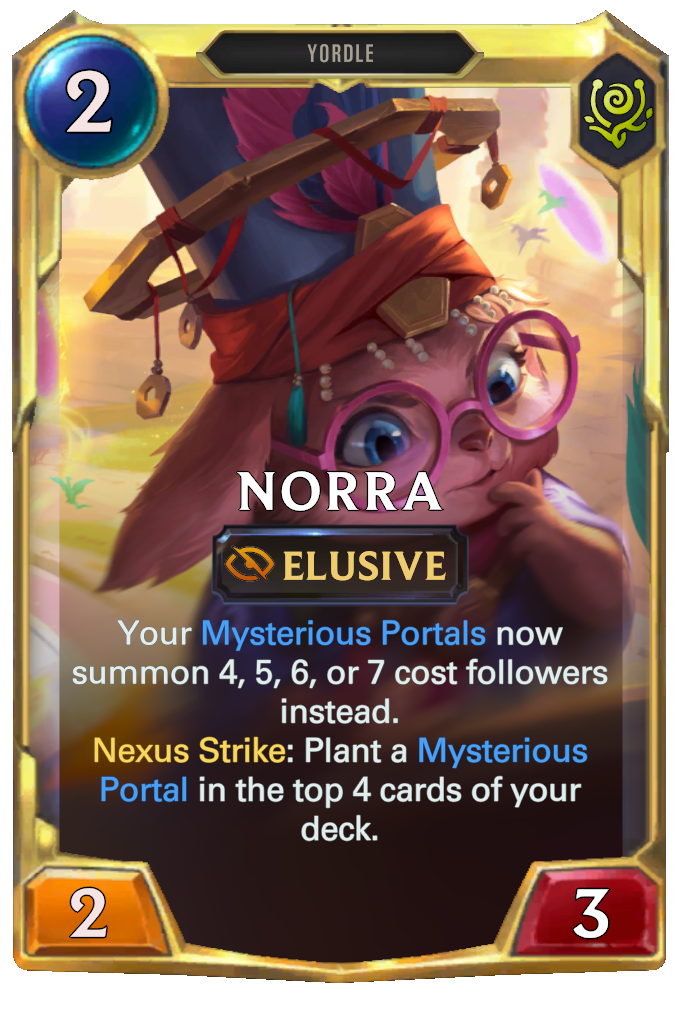 YORDLE
2
NORRA
ELUSIVE
Your Mysterious Portals now
summon 4, 5, 6, or 7 cost followers
instead.
Nexus Strike: Plant a Mysterious
Portal in the top 4 cards of your
deck.
2
3